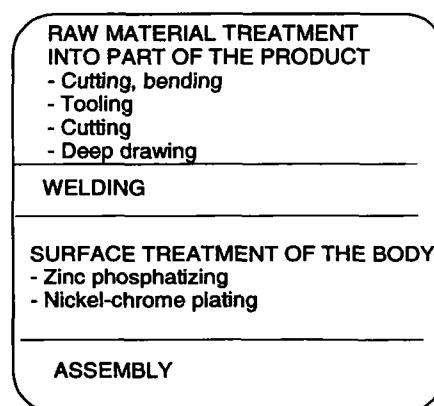 RAW MATERIAL TREATMENT
INTO PART OF THE PRODUCT
- Cutting, bending
- Tooling
- Cutting
- Deep drawing
WELDING
SURFACE TREATMENT OF THE BODY
- Zinc phosphatizing
- Nickel-chrome plating
ASSEMBLY